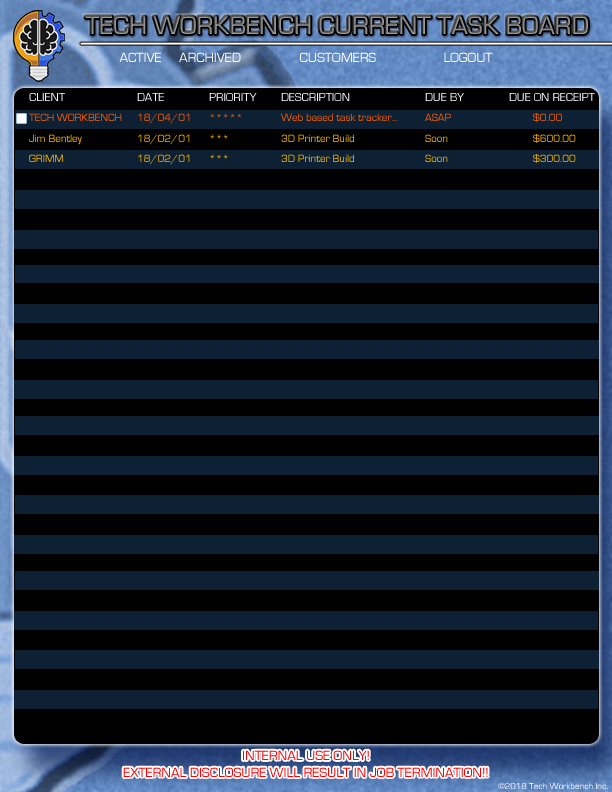 TECH WORKBENCH CURRENT TASK BOARD
ACTIVE ARCHIVED CUSTOMERS LOGOUT
CLIENT DATE PRIORITY DESCRIPTION DUE BY DUE ON RECEIPT
TECH WORKBENCH 18/04/01 ***** Web based task tracker... ASAP $0.00
Jim Bentley 18/02/01 *** 3D Printer Build Soon $600.00
GRIMM 18/02/01 *** 3D Printer Build Soon $300.00
INTERNAL USE ONLY!
EXTERNAL DISCLOSURE WILL RESULT IN JOB TERMINATION!!
©2018 Tech Workbench Inc.